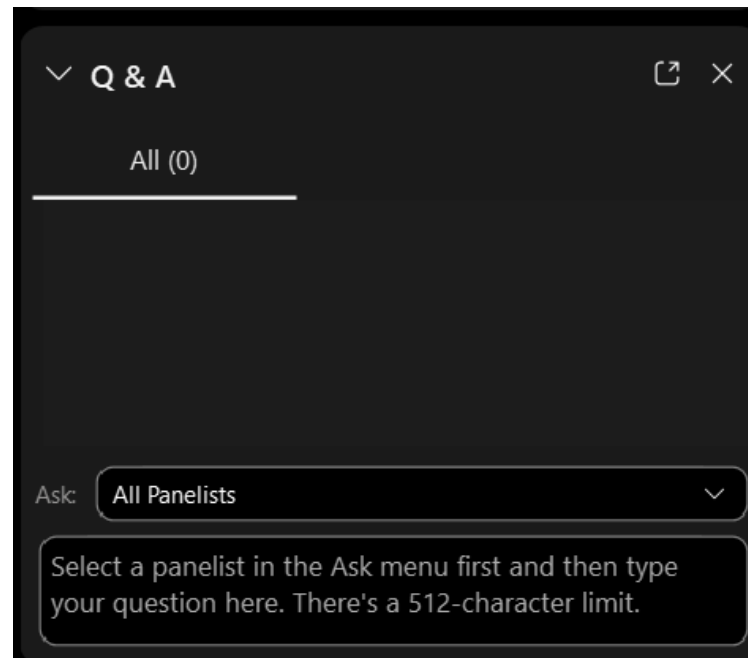 Q & A
All (0)
Ask:
All Panelists
Select a panelist in the Ask menu first and then type
your question here. There's a 512-character limit.